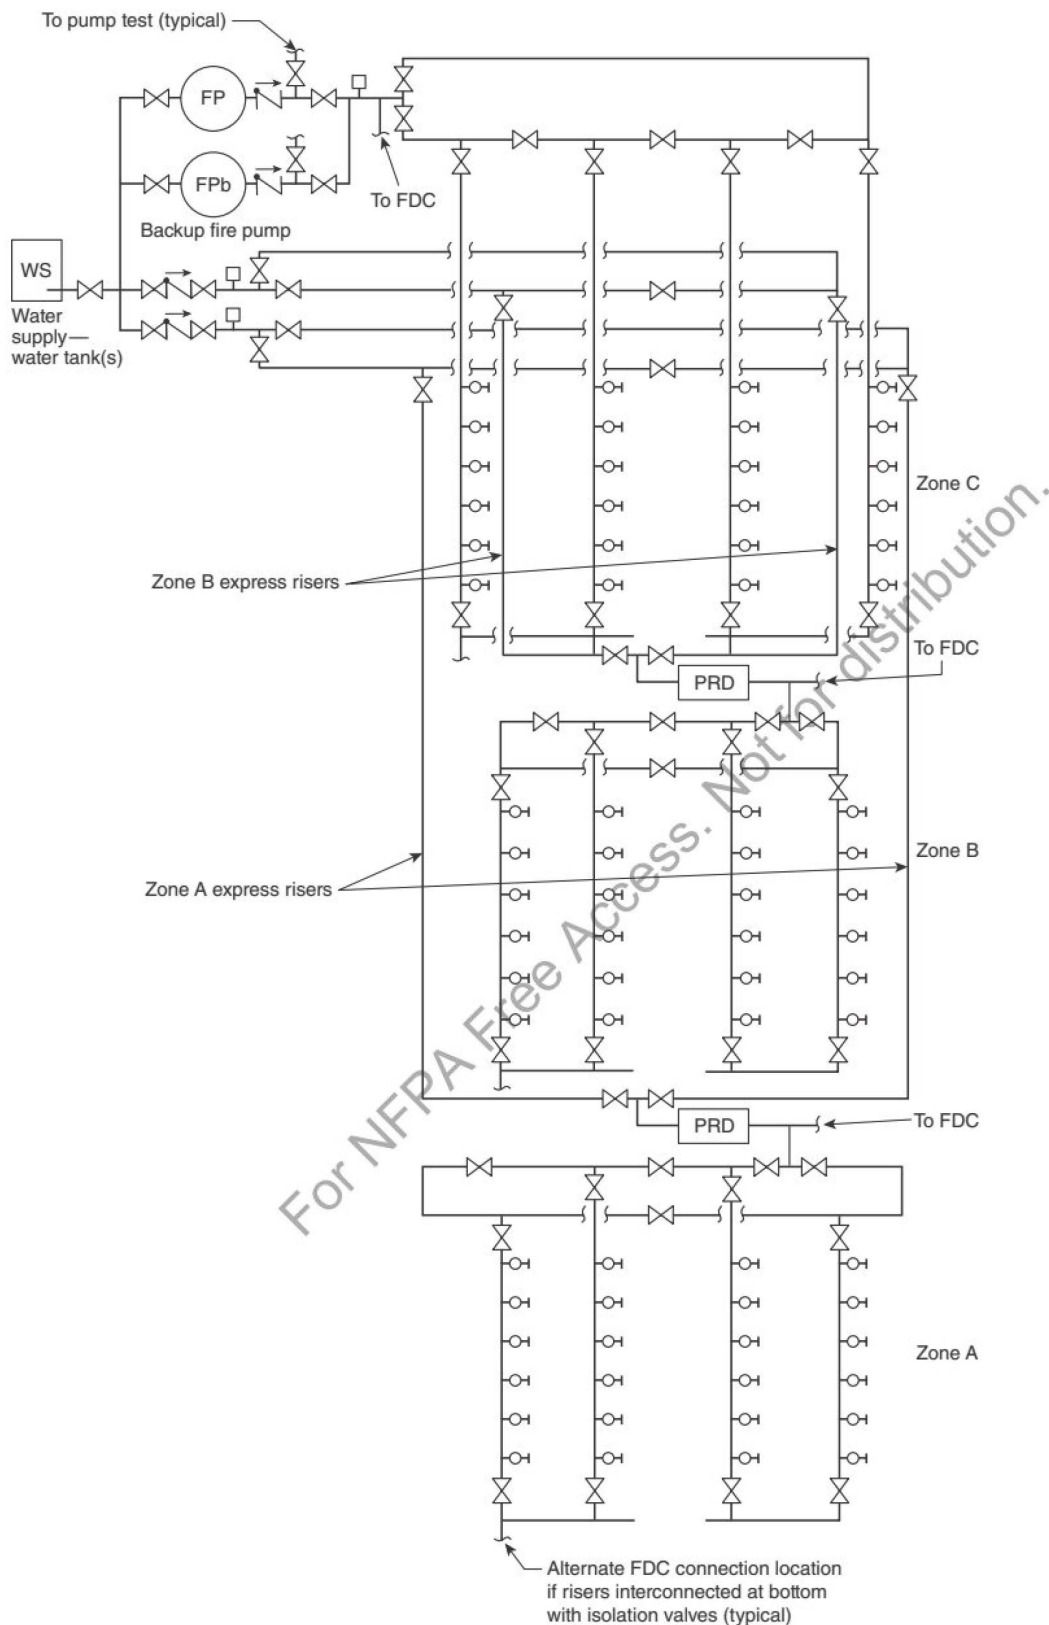 To pump test (typical)
FP
FPb
To FDC
Backup fire pump
WS
Water
supply—
water tank(s)
Zone C
Zone B express risers
To FDC
PRD
Zone B
Zone A express risers
To FDC
PRD
Zone A
Alternate FDC connection location
if risers interconnected at bottom
with isolation valves (typical)
For NFPA Free Access. Not for distribution.